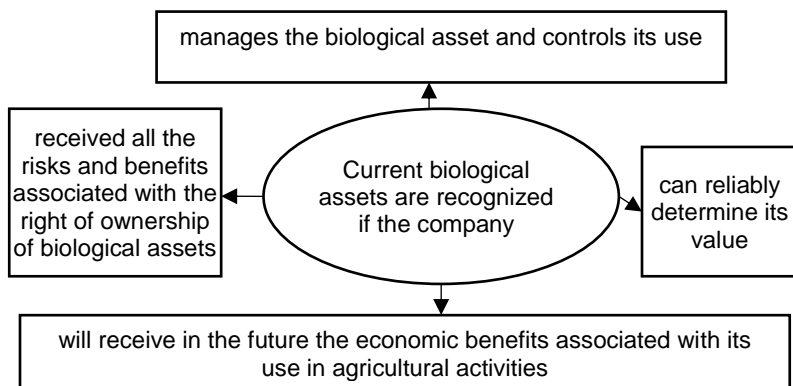 manages the biological asset and controls its use
received all the
risks and benefits
associated with the
right of ownership
of biological assets
Current biological
assets are recognized
if the company
can reliably
determine its
value
will receive in the future the economic benefits associated with its
use in agricultural activities